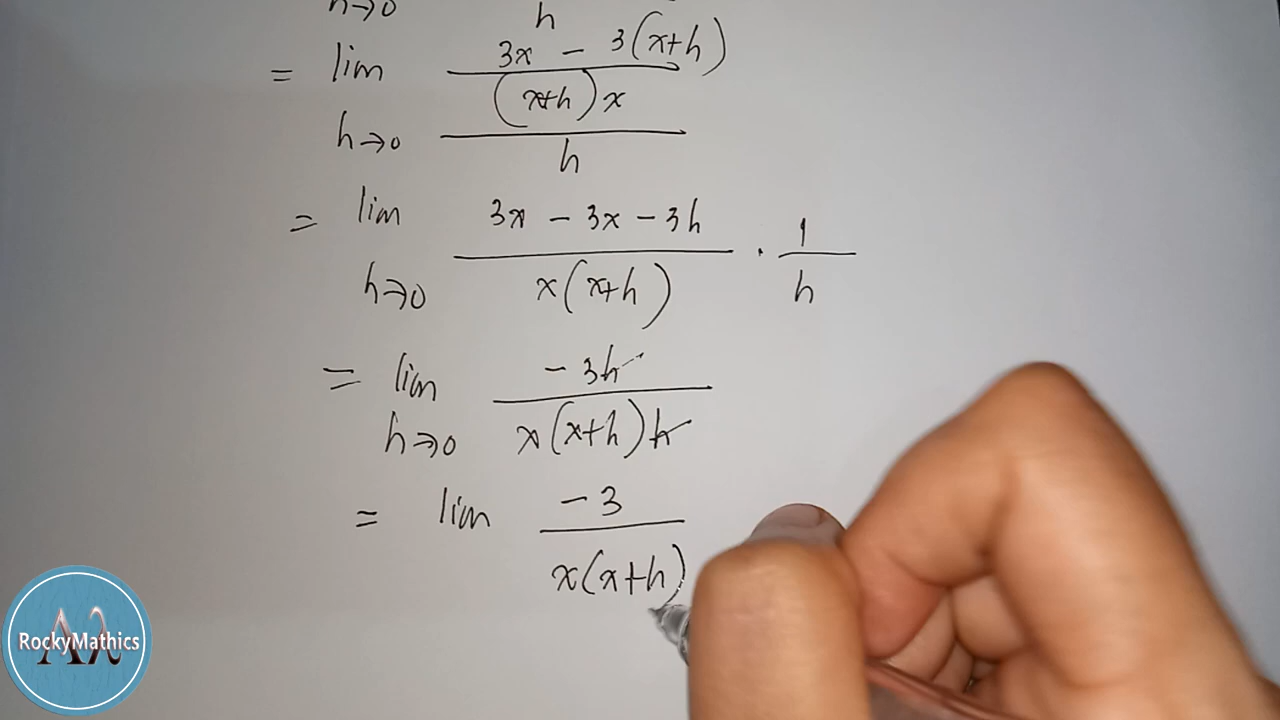 h→0 h
= lim 3x - 3(x+h)
(x+h)x
h→0 h
= lim 3x - 3x - 3h . 1
h→0 x(x+h) h
= lim -3h
h→0 x(x+h)h
= lim -3
x(x+h)
RockyMathics